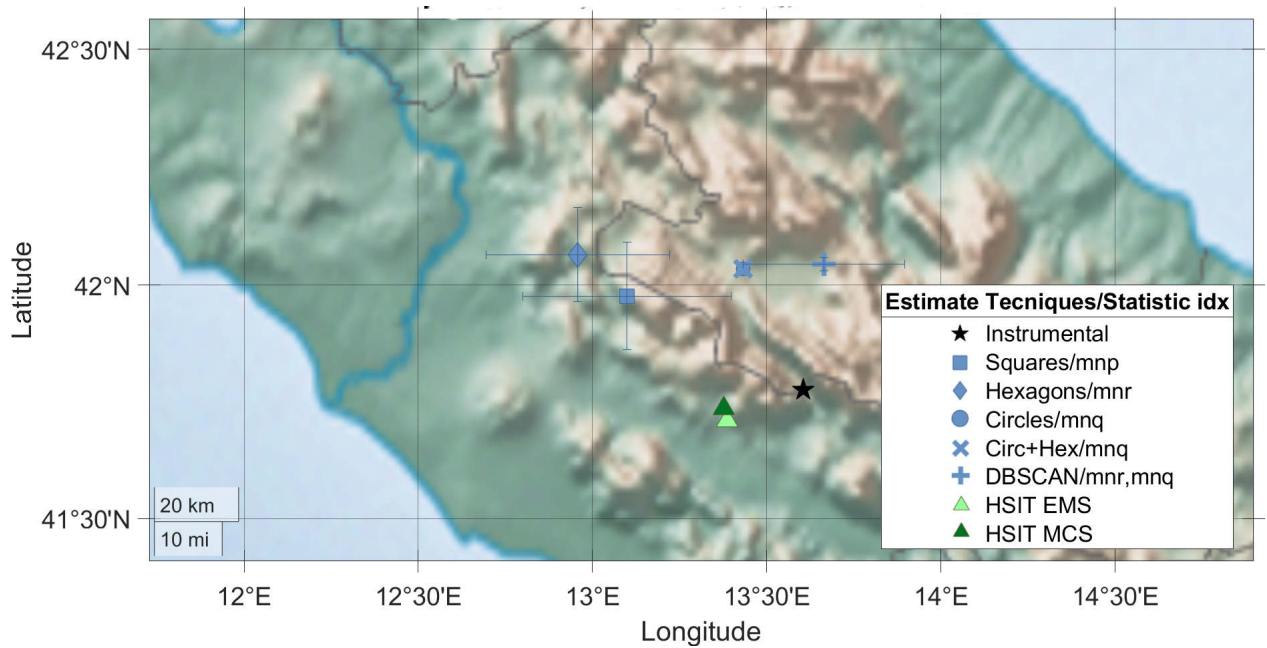 42°30'N
42°N
41°30'N
Latitude
20 km
10 mi
12°E
12°30'E
13°E
13°30'E
14°E
14°30'E
Longitude
Estimate Tecniques/Statistic idx
Instrumental
Squares/mnp
Hexagons/mnr
Circles/mnq
Circ+Hex/mnq
DBSCAN/mnr,mnq
HSIT EMS
HSIT MCS